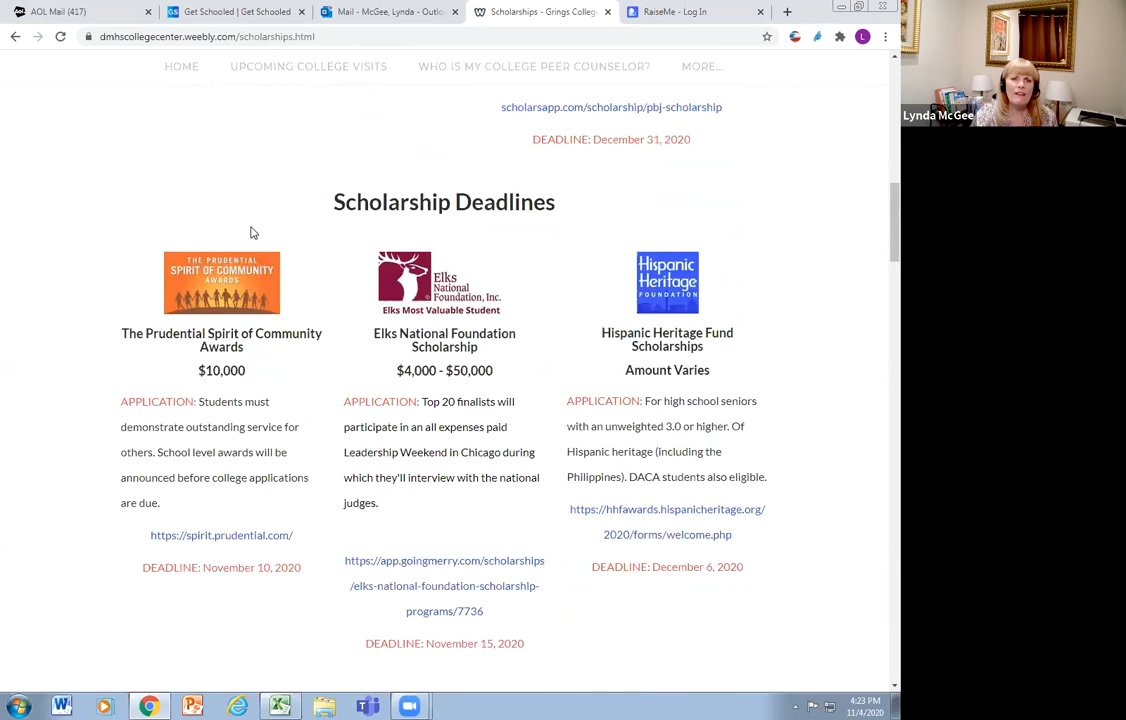 AOL Mail (417)
Get Schooled | Get Schooled
Mail - McGee, Lynda - Outlo
Scholarships - Grings Colleg
RaiseMe - Log In
dmhscollegecenter.weebly.com/scholarships.html
L
HOME
UPCOMING COLLEGE VISITS
WHO IS MY COLLEGE PEER COUNSELOR?
MORE...
Lynda McGee
scholarsapp.com/scholarship/pbj-scholarship
DEADLINE: December 31, 2020
Scholarship Deadlines
THE PRUDENTIAL
SPIRIT OF COMMUNITY
AWARDS
The Prudential Spirit of Community
Awards
$10,000
APPLICATION: Students must
demonstrate outstanding service for
others. School level awards will be
announced before college applications
are due.
https://spirit.prudential.com/
DEADLINE: November 10, 2020
Elks
National
Foundation, Inc.
Elks Most Valuable Student
Elks National Foundation
Scholarship
$4,000 - $50,000
APPLICATION: Top 20 finalists will
participate in an all expenses paid
Leadership Weekend in Chicago during
which they'll interview with the national
judges.
https://app.goingmerry.com/scholarships
/elks-national-foundation-scholarship-
programs/7736
DEADLINE: November 15, 2020
Hispanic
Heritage
FOUNDATION
Hispanic Heritage Fund
Scholarships
Amount Varies
APPLICATION: For high school seniors
with an unweighted 3.0 or higher. Of
Hispanic heritage (including the
Philippines). DACA students also eligible.
https://hhfawards.hispanicheritage.org/
2020/forms/welcome.php
DEADLINE: December 6, 2020
4:23 PM
11/4/2020